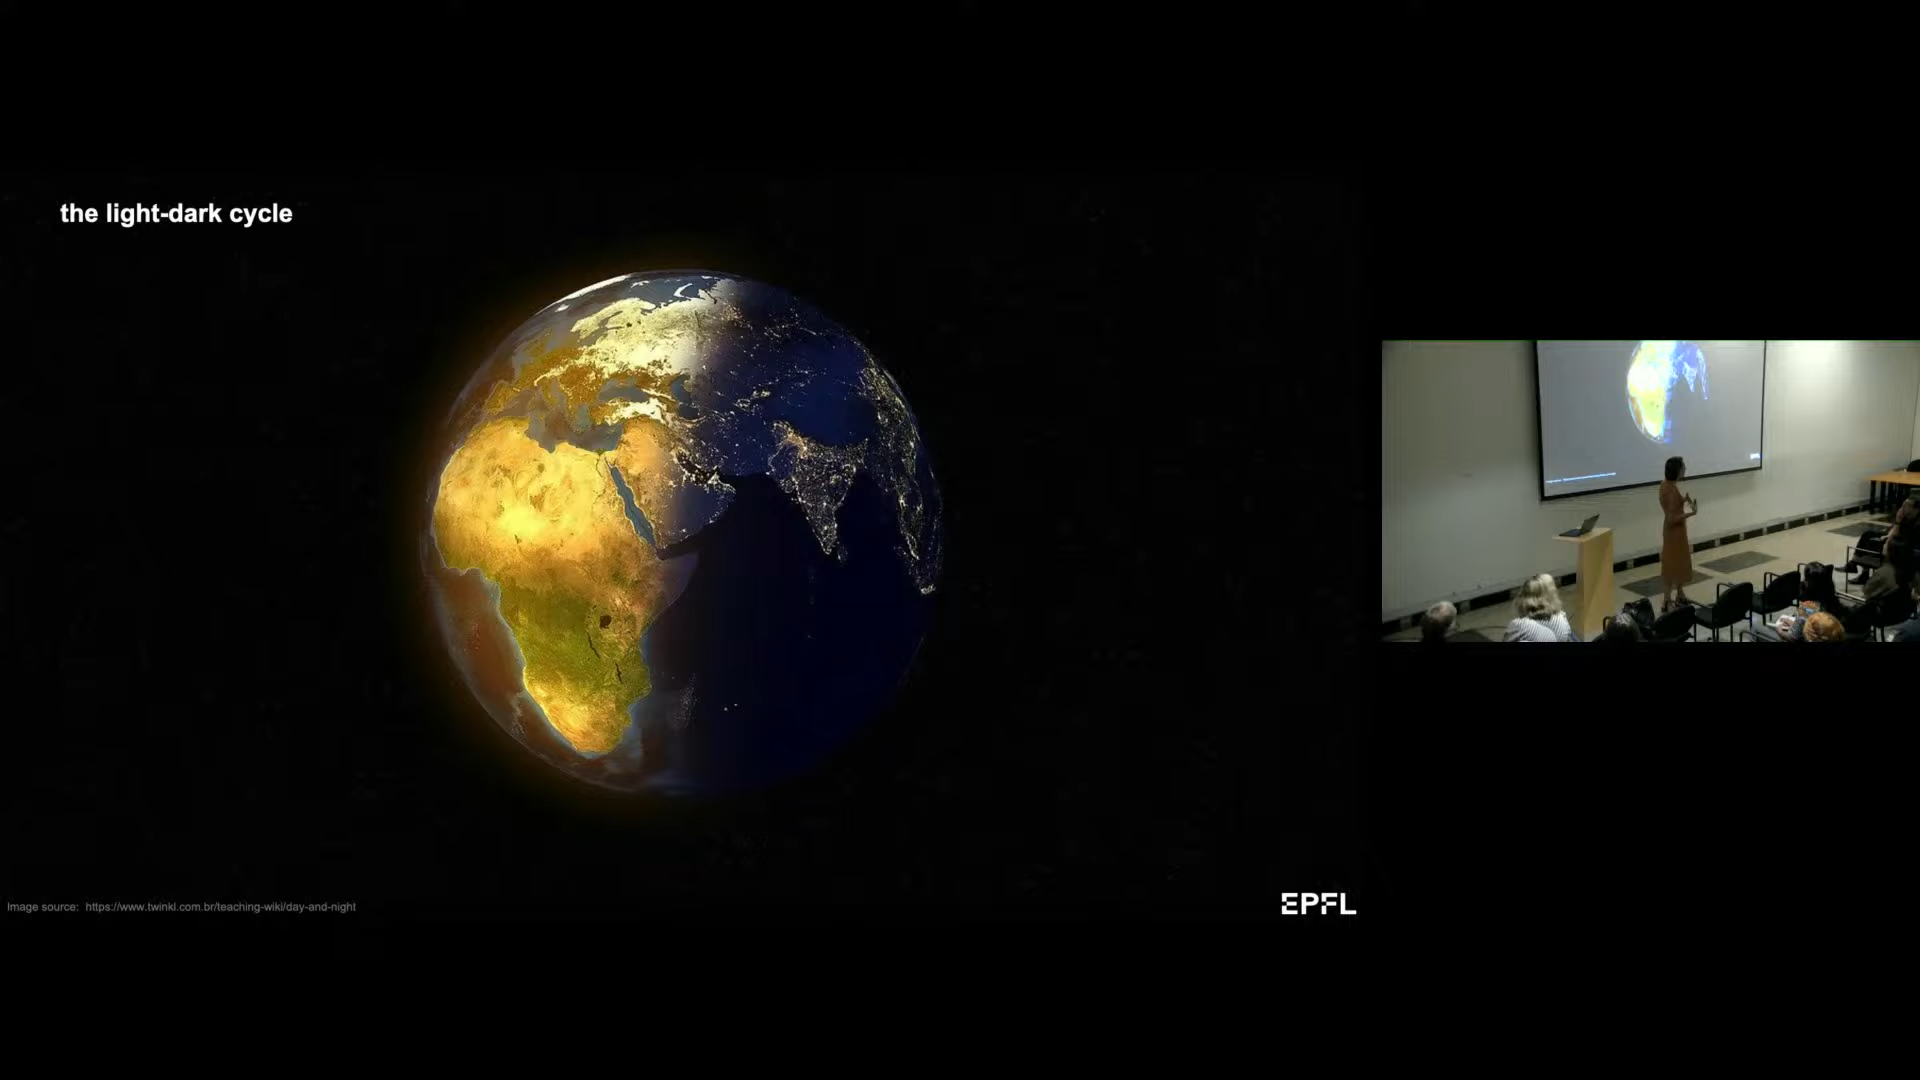 the light-dark cycle
Image source: https://www.twinkl.com.br/teaching-wiki/day-and-night
EPFL